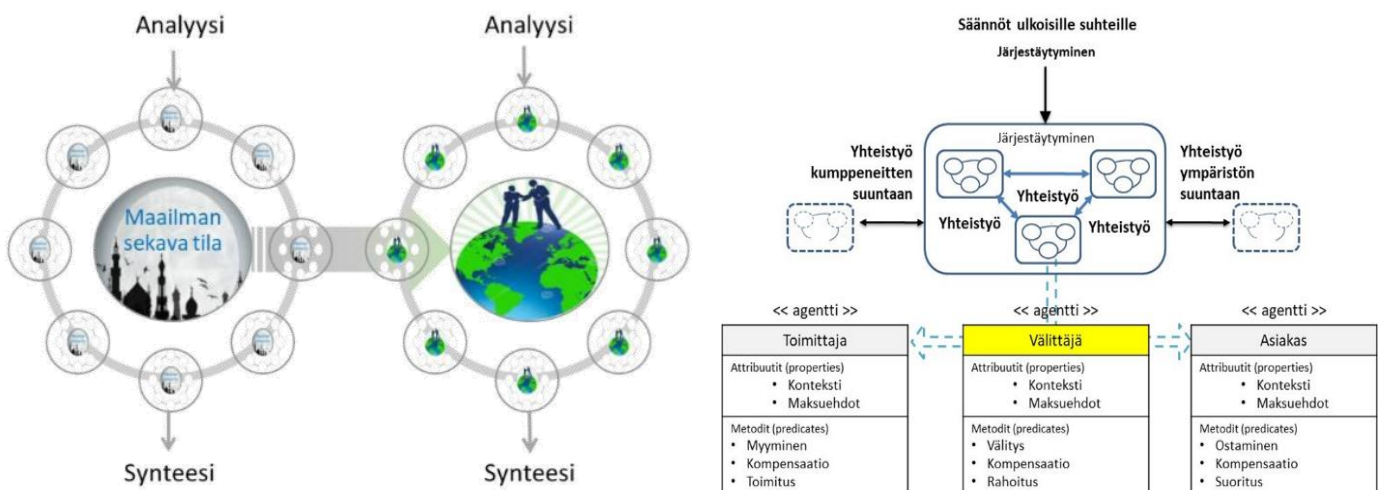 Analyysi
Maailman
sekava tila
Synteesi
Analyysi
Synteesi
Säännöt ulkoisille suhteille
Järjestäytyminen
Järjestäytyminen
Yhteistyö
kumppeneitten
suuntaan
Yhteistyö
Yhteistyö
Yhteistyö
Yhteistyö
ympäristön
suuntaan
<< agentti >>
Toimittaja
Attribuutit (properties)
• Konteksti
• Maksuehdot
Metodit (predicates)
• Myyminen
• Kompensaatio
• Toimitus
<< agentti >>
Välittäjä
Attribuutit (properties)
• Konteksti
• Maksuehdot
Metodit (predicates)
• Välitys
• Kompensaatio
• Rahoitus
<< agentti >>
Asiakas
Attribuutit (properties)
• Konteksti
• Maksuehdot
Metodit (predicates)
• Ostaminen
• Kompensaatio
• Suoritus